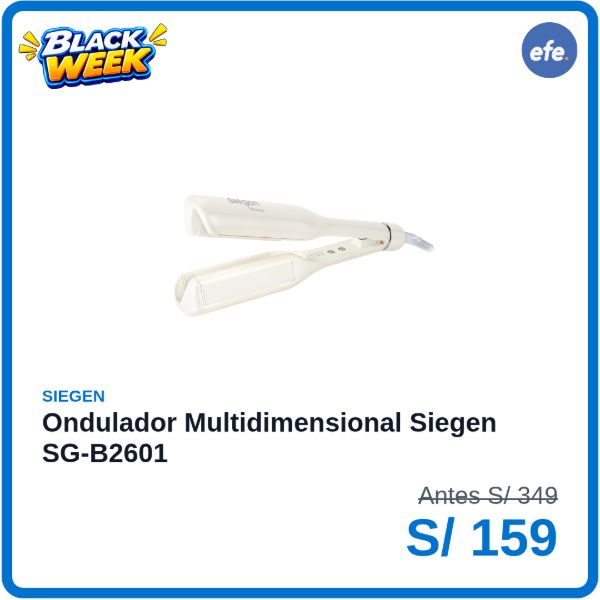 BLACK
WEEK
efe.
siegen
SIEGEN
Ondulador Multidimensional Siegen
SG-B2601
Antes S/ 349
S/ 159